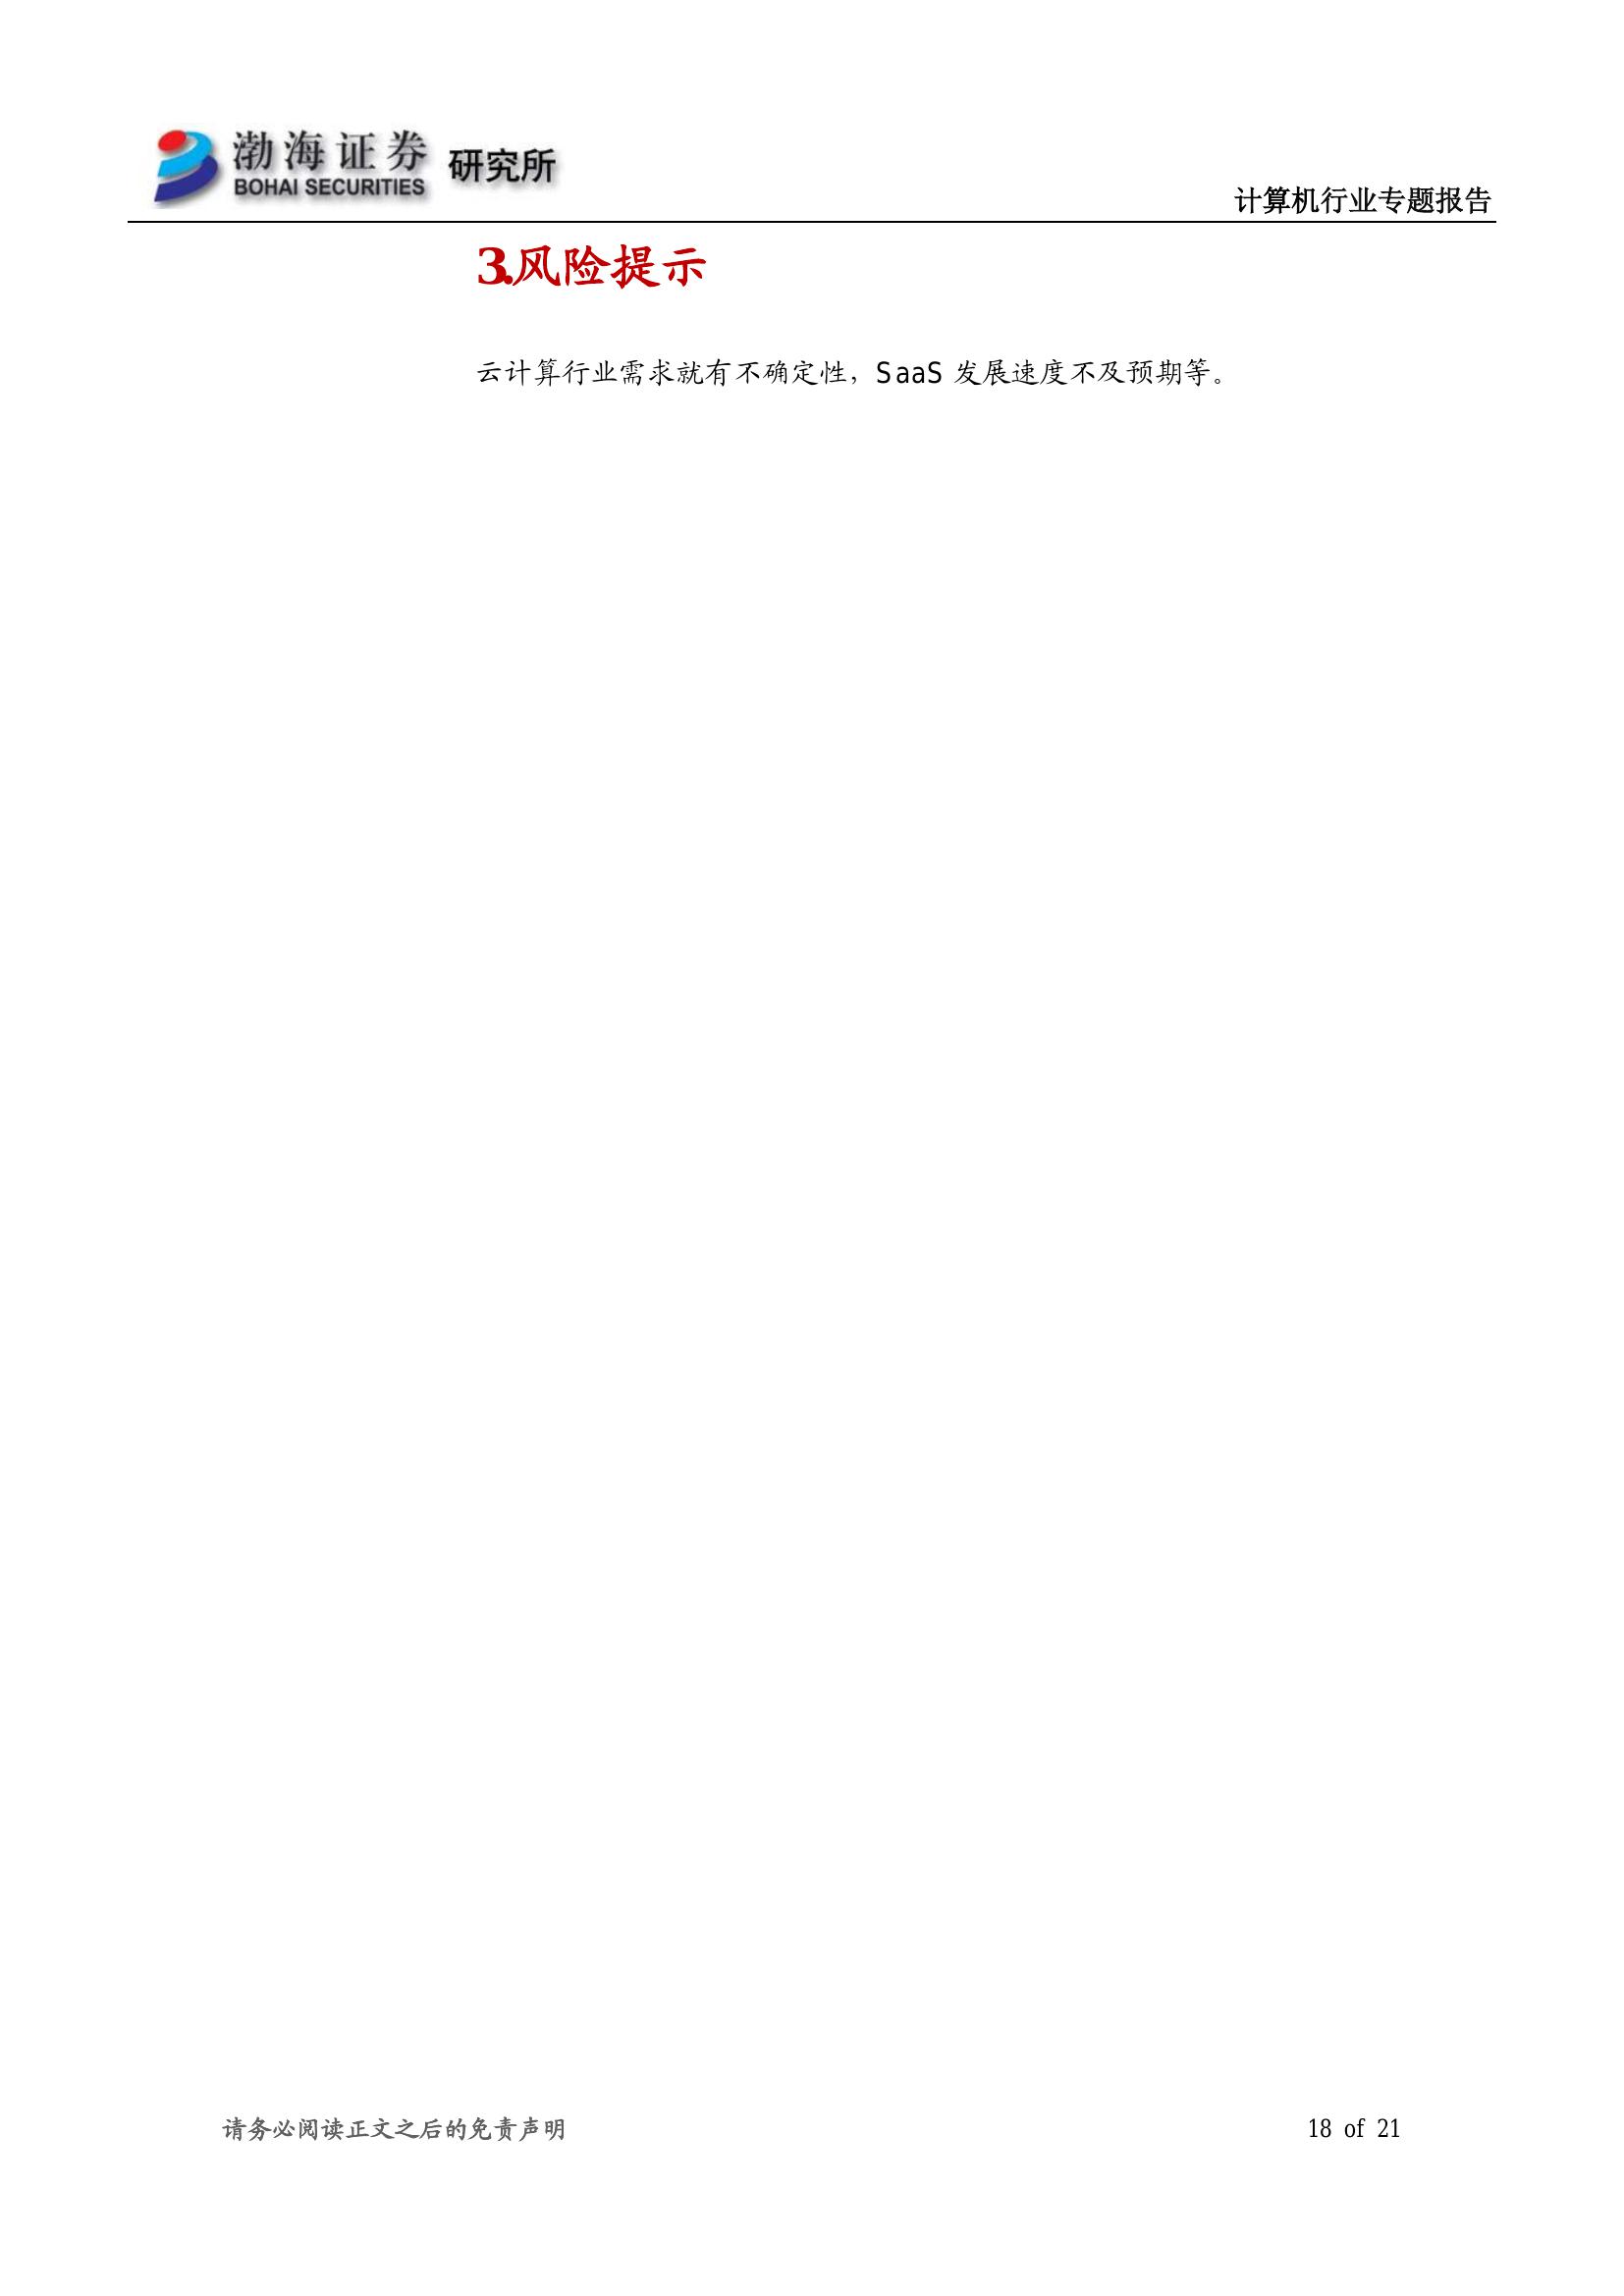 渤海证券 研究所
BOHAI SECURITIES
计算机行业专题报告
3.风险提示
云计算行业需求就有不确定性，SaaS 发展速度不及预期等。
请务必阅读正文之后的免责声明
18 of 21